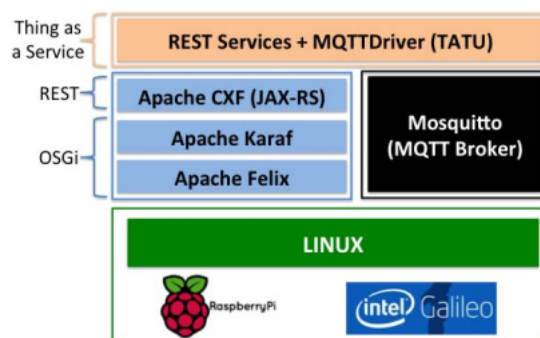 Thing as
a Service
REST Services + MQTTDriver (TATU)
REST
Apache CXF (JAX-RS)
OSGi
Apache Karaf
Apache Felix
Mosquitto
(MQTT Broker)
LINUX
RaspberryPi
intel Galileo